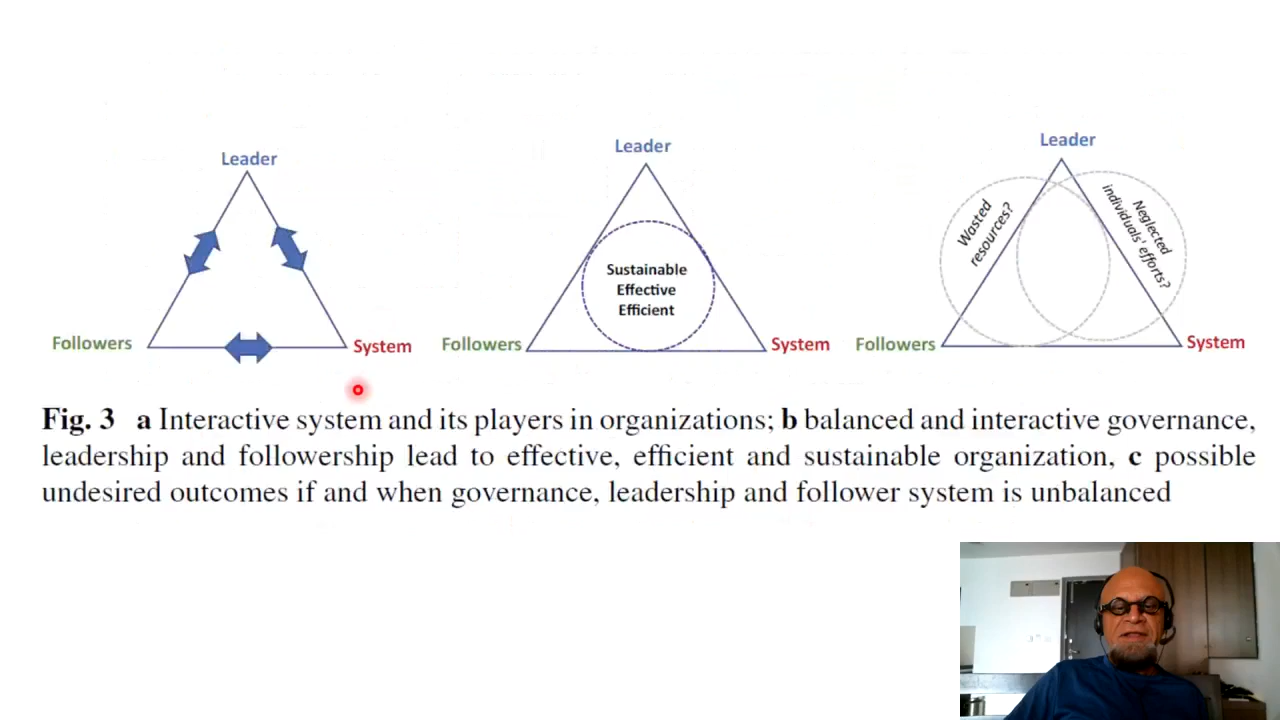 Leader
Followers
System
Leader
Sustainable
Effective
Efficient
Followers
System
Leader
Wasted
resources?
Neglected
individuals' efforts?
Followers
System
Fig. 3 a Interactive system and its players in organizations; b balanced and interactive governance,
leadership and followership lead to effective, efficient and sustainable organization, c possible
undesired outcomes if and when governance, leadership and follower system is unbalanced